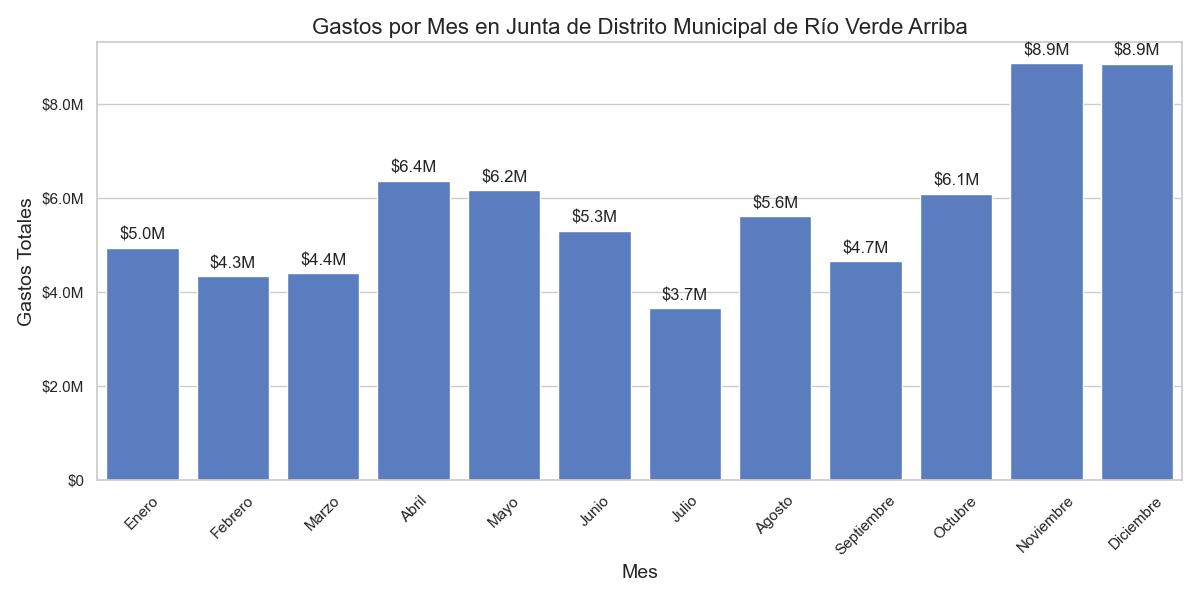 Gastos por Mes en Junta de Distrito Municipal de Río Verde Arriba
Gastos Totales
$8.0M
$6.0M
$4.0M
$2.0M
$0
$5.0M
$4.3M
$4.4M
$6.4M
$6.2M
$5.3M
$3.7M
$5.6M
$4.7M
$6.1M
$8.9M
$8.9M
Enero
Febrero
Marzo
Abril
Mayo
Junio
Julio
Agosto
Septiembre
Octubre
Noviembre
Diciembre
Mes